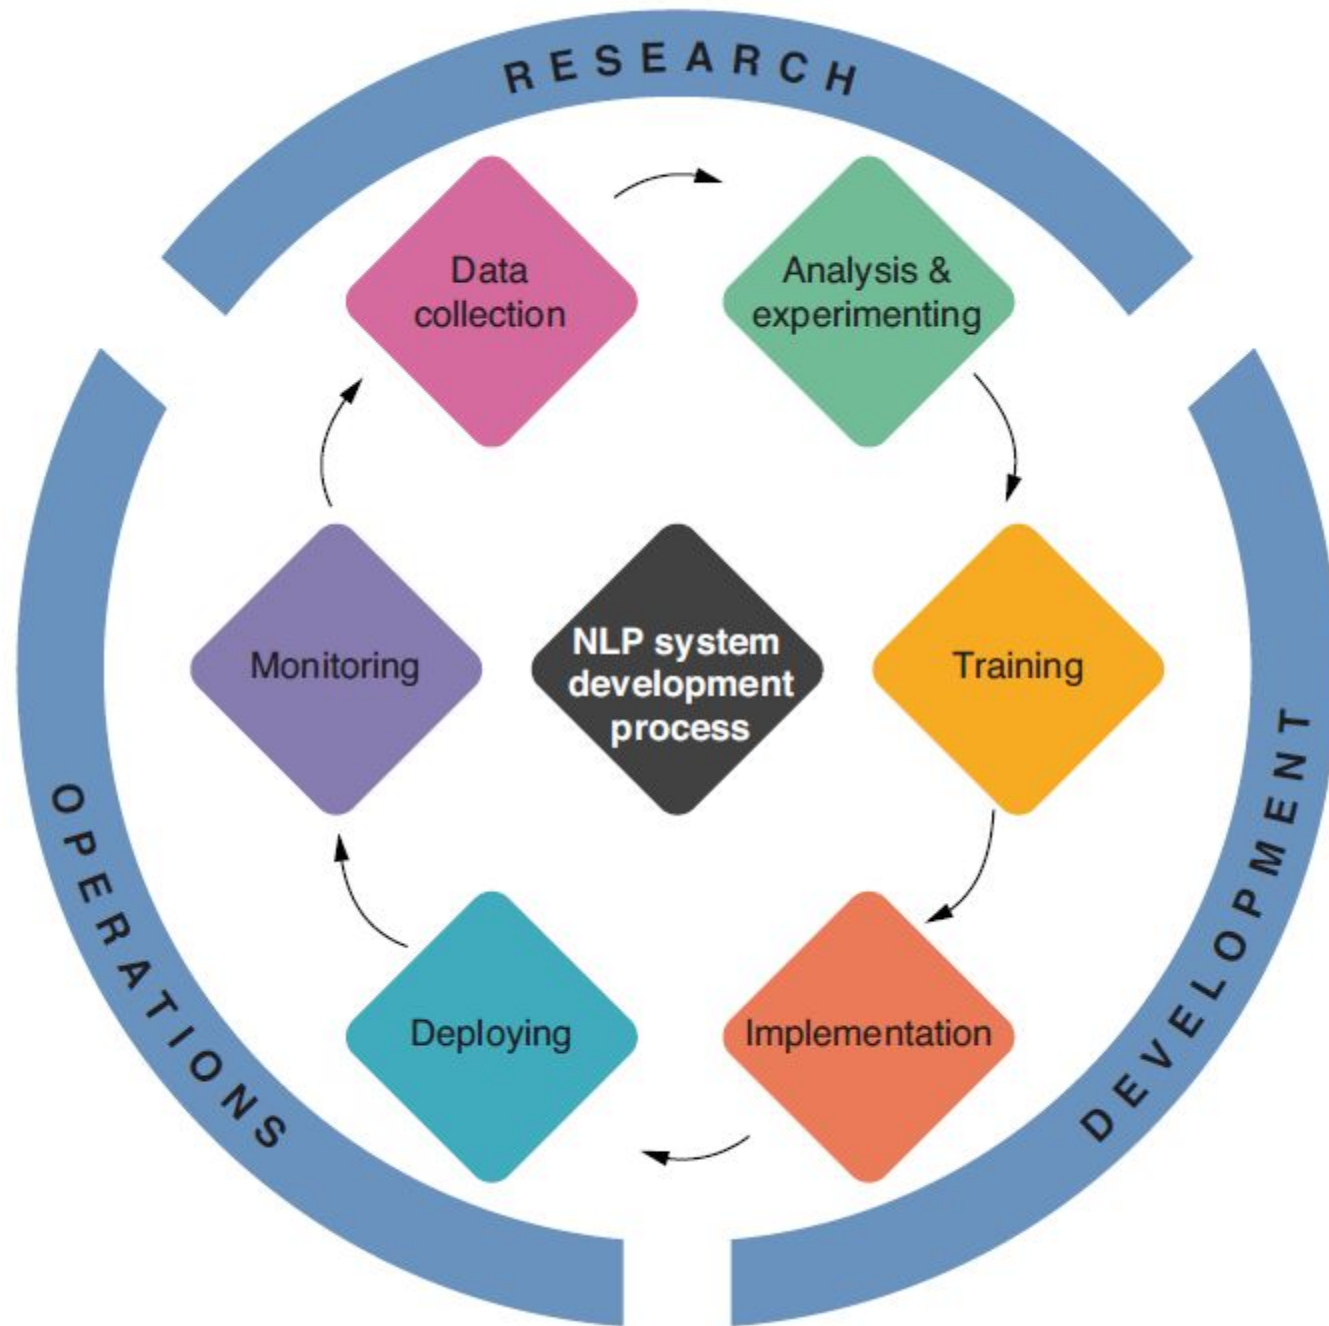 RESEARCH
Data
collection
Analysis &
experimenting
Monitoring
NLP system
development
process
Training
Deploying
Implementation
OPERATIONS
DEVELOPMENT